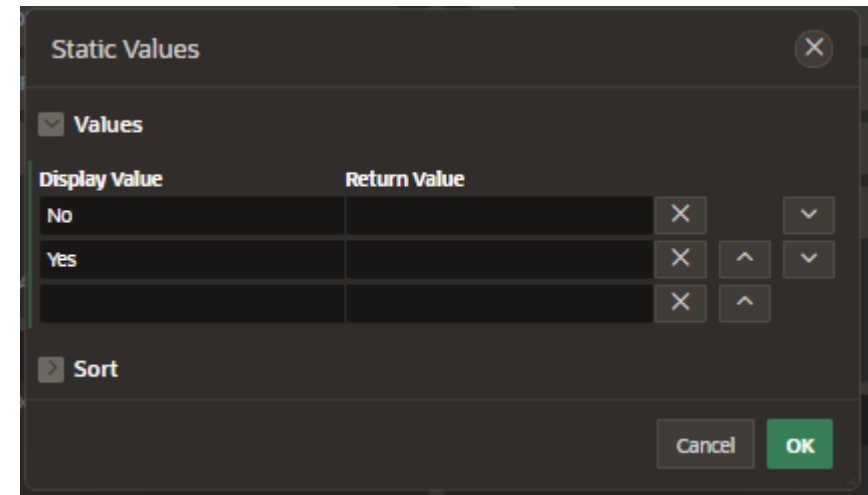 Static Values
Values
Display Value Return Value
No
Yes
Sort
Cancel OK